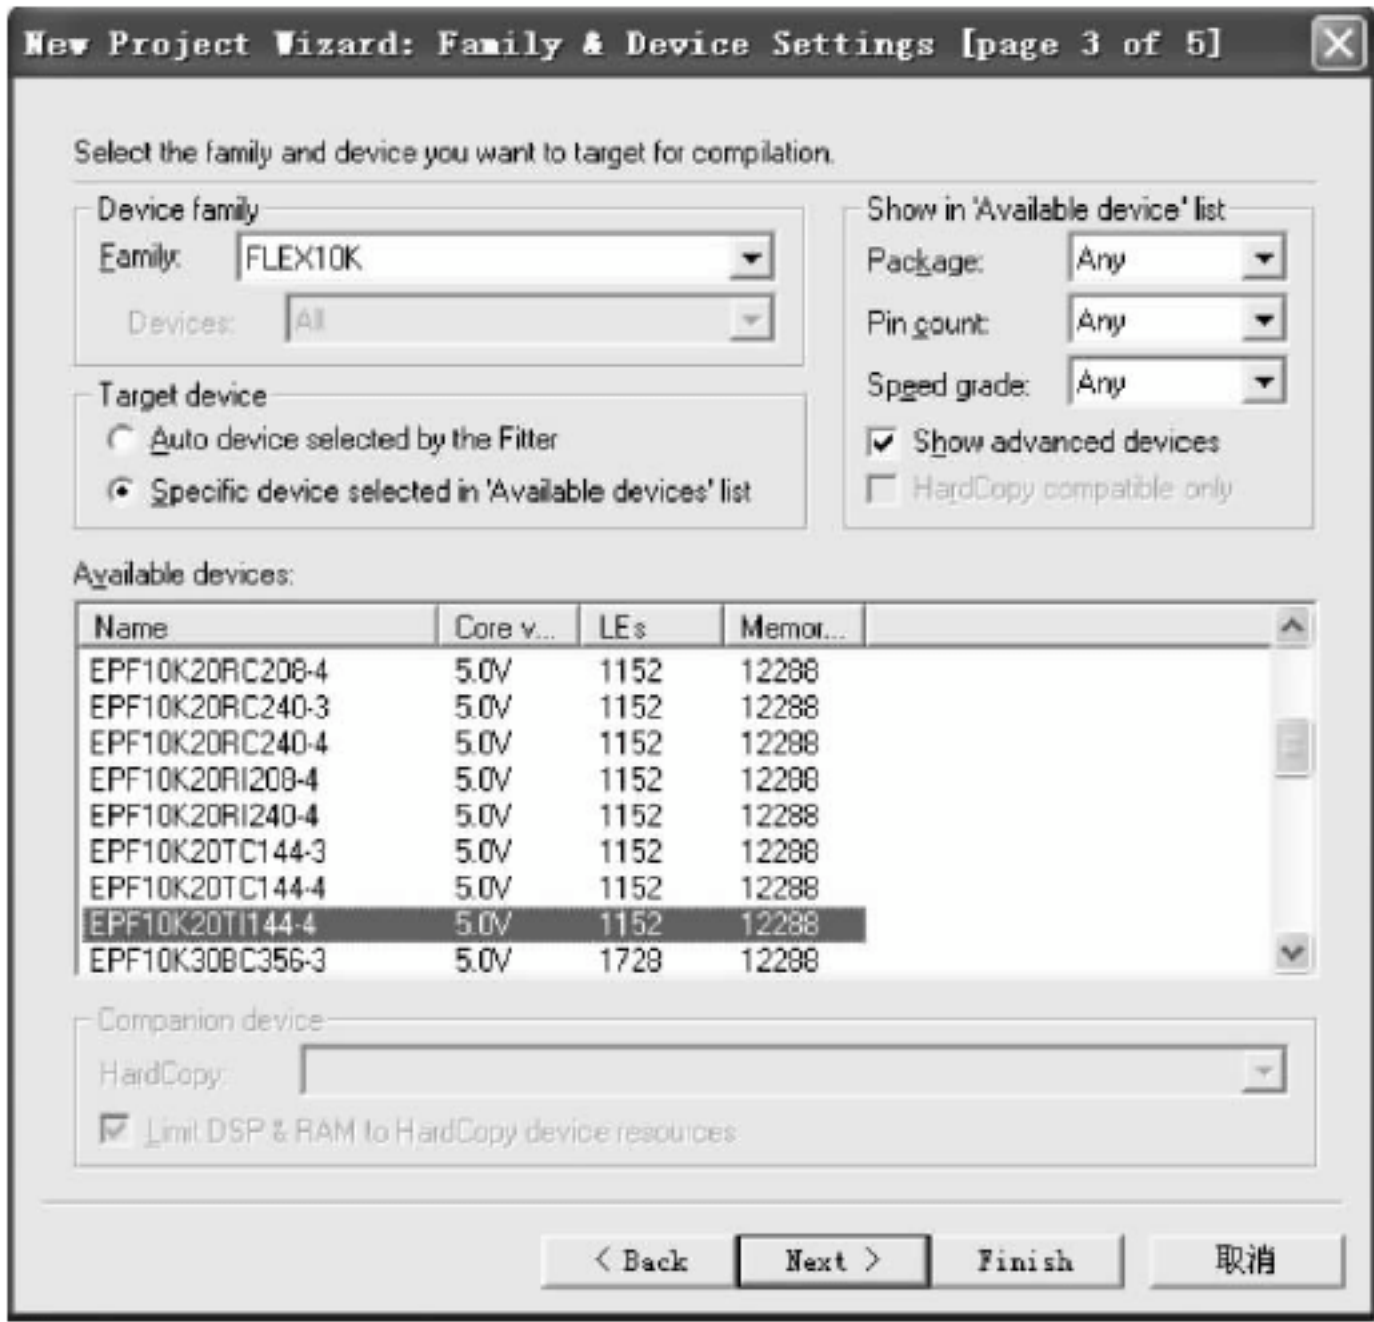 New Project Wizard: Family & Device Settings [page 3 of 5]
Select the family and device you want to target for compilation.
Device family
Family: FLEX10K
Devices: All
Show in 'Available device' list
Package: Any
Pin count: Any
Speed grade: Any
Show advanced devices
HardCopy compatible only
Target device
Auto device selected by the Fitter
Specific device selected in 'Available devices' list
Available devices:
Name Core v... LEs Memor...
EPF10K20RC208-4 5.0V 1152 12288
EPF10K20RC240-3 5.0V 1152 12288
EPF10K20RC240-4 5.0V 1152 12288
EPF10K20RI208-4 5.0V 1152 12288
EPF10K20RI240-4 5.0V 1152 12288
EPF10K20TC144-3 5.0V 1152 12288
EPF10K20TC144-4 5.0V 1152 12288
EPF10K20TI144-4 5.0V 1152 12288
EPF10K30BC356-3 5.0V 1728 12288
Companion device
HardCopy:
Limit DSP & RAM to HardCopy device resources
< Back Next > Finish 取消